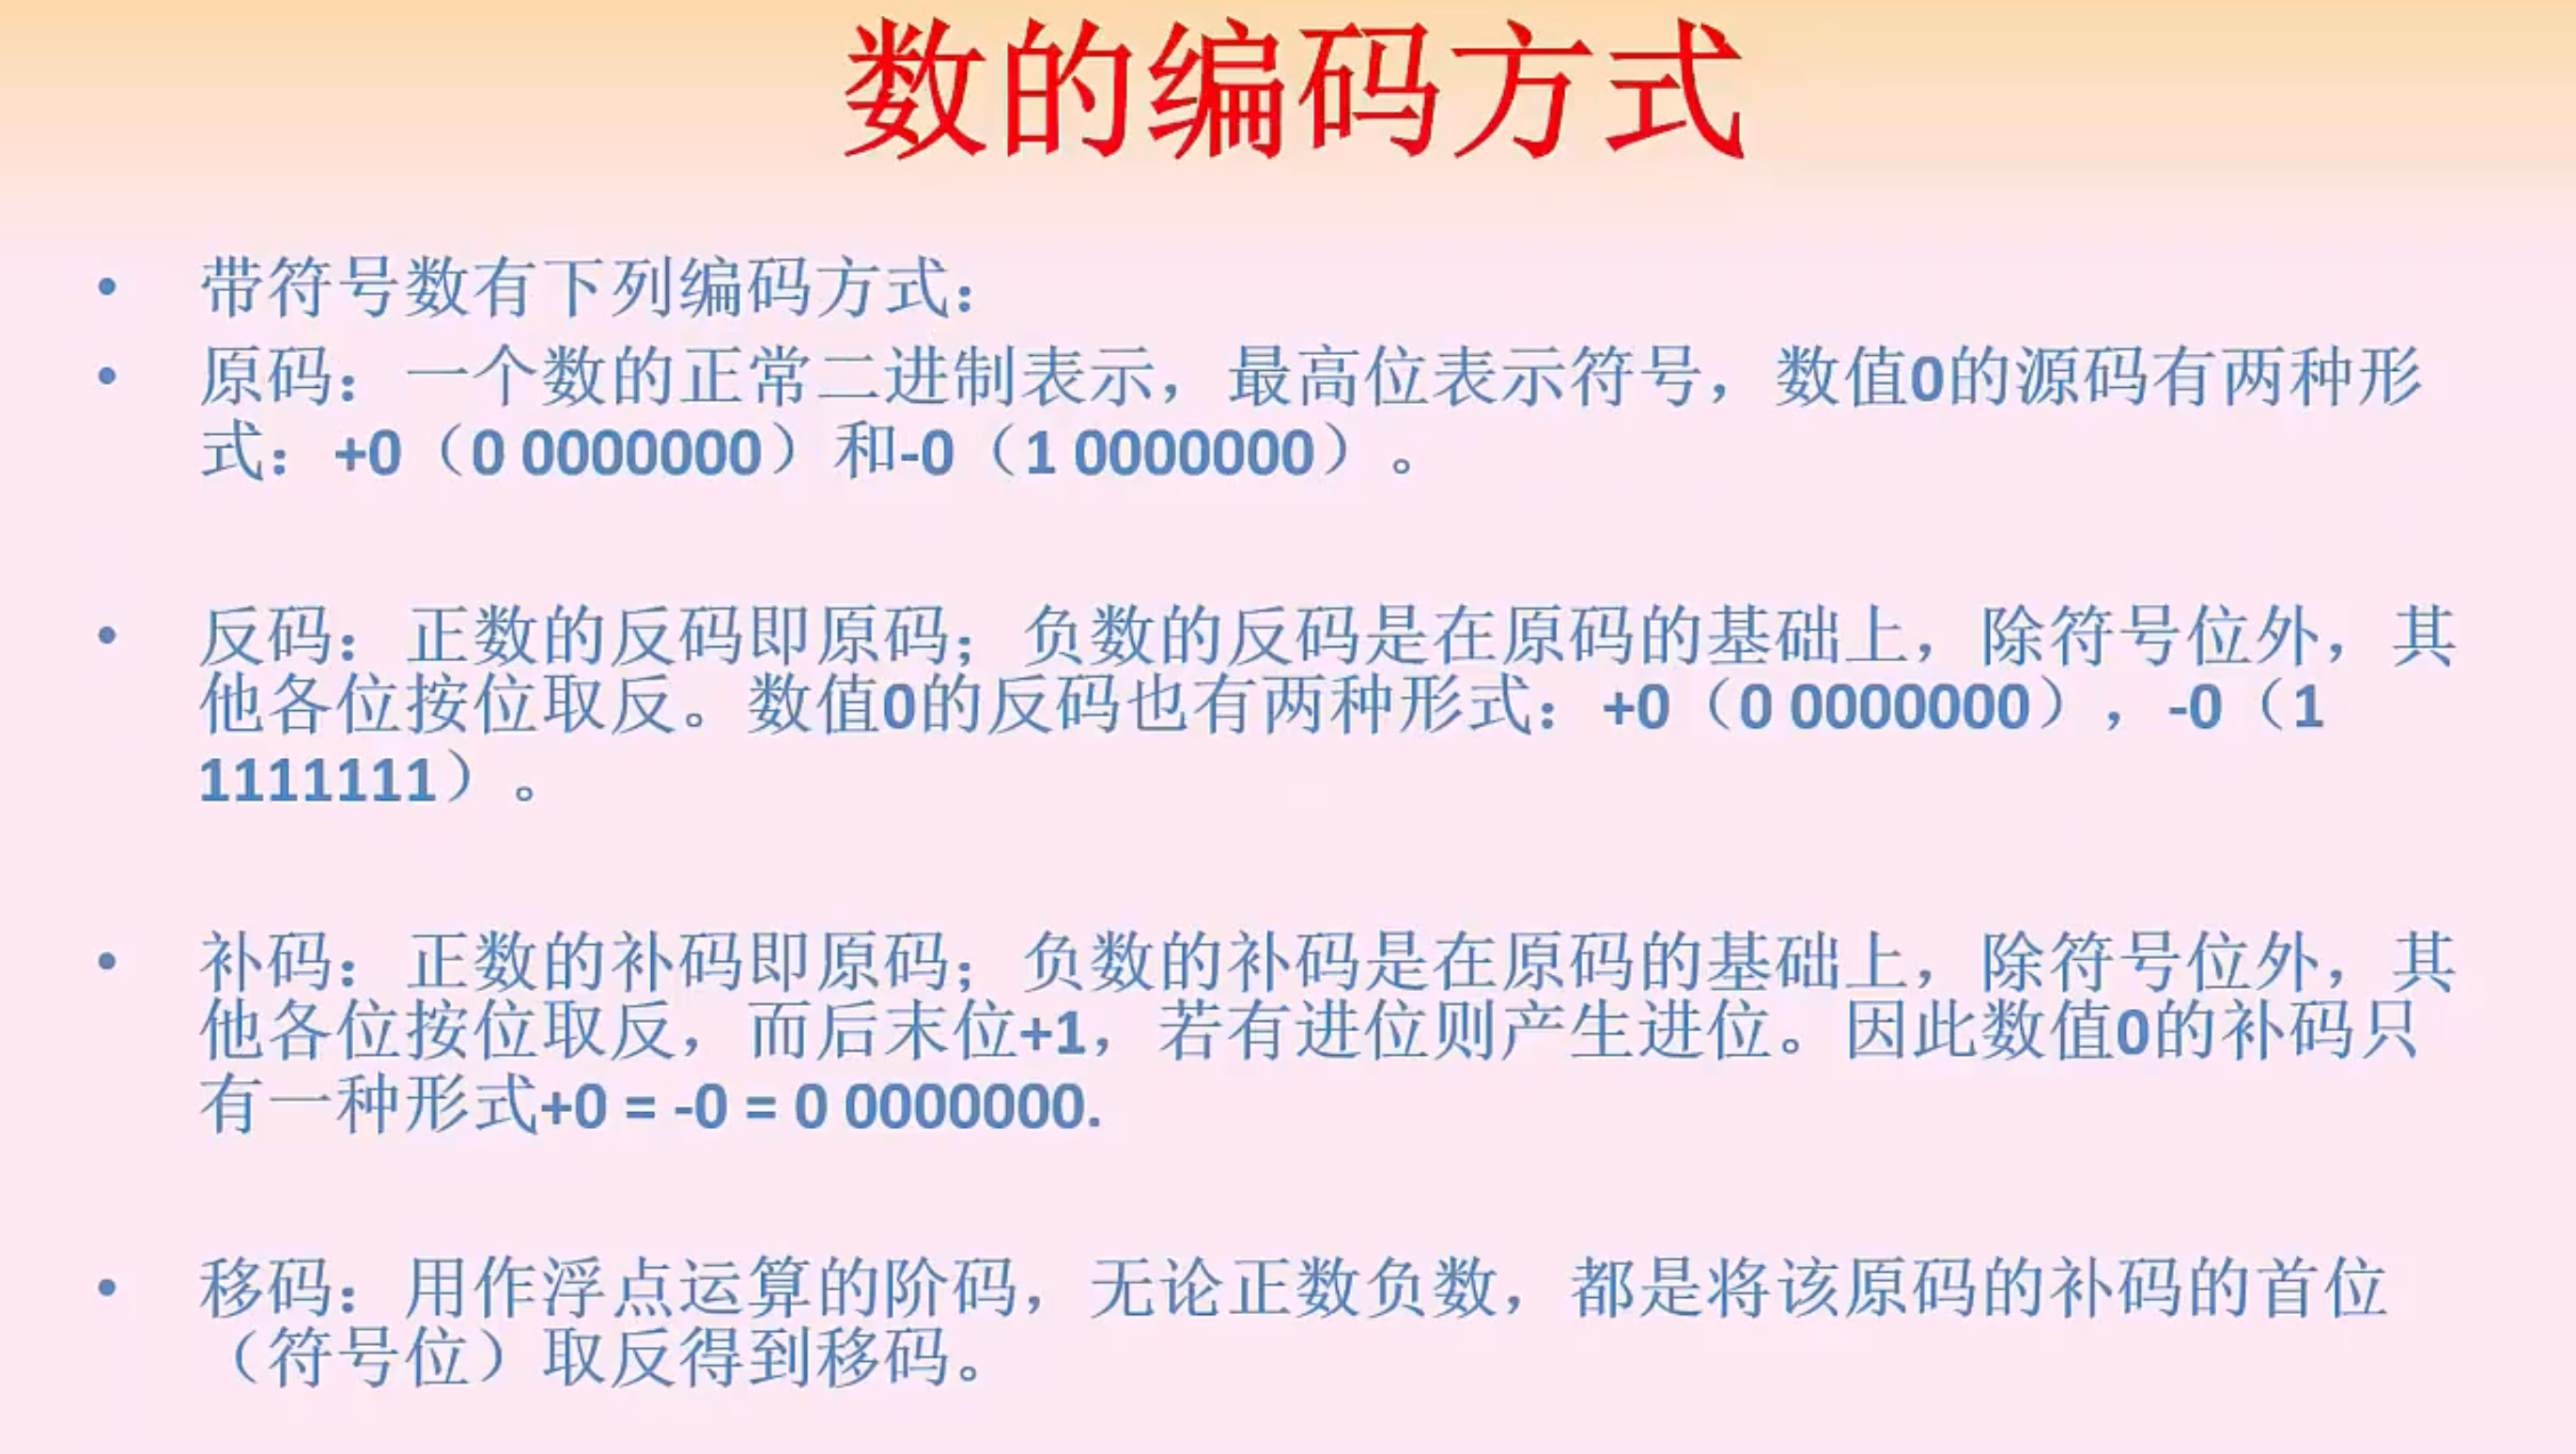 数的编码方式
• 带符号数有下列编码方式：
• 原码：一个数的正常二进制表示，最高位表示符号，数值0的源码有两种形
式：+0（0 0000000）和-0（1 0000000）。
• 反码：正数的反码即原码；负数的反码是在原码的基础上，除符号位外，其
他各位按位取反。数值0的反码也有两种形式：+0（0 0000000），-0（1
1111111）。
• 补码：正数的补码即原码；负数的补码是在原码的基础上，除符号位外，其
他各位按位取反，而后末位+1，若有进位则产生进位。因此数值0的补码只
有一种形式+0 = -0 = 0 0000000.
• 移码：用作浮点运算的阶码，无论正数负数，都是将该原码的补码的首位
（符号位）取反得到移码。